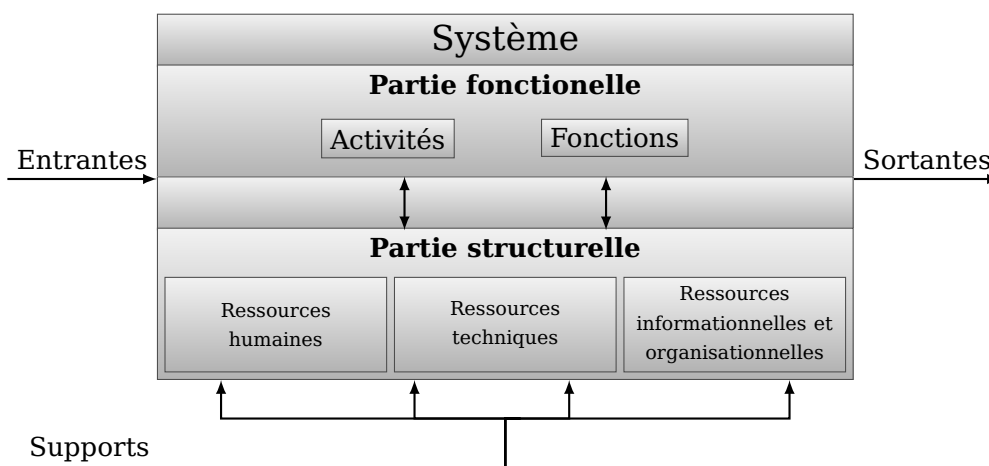 Système
Partie fonctionelle
Activités
Fonctions
Entrantes
Sortantes
Partie structurelle
Ressources
humaines
Ressources
techniques
Ressources
informationnelles et
organisationnelles
Supports